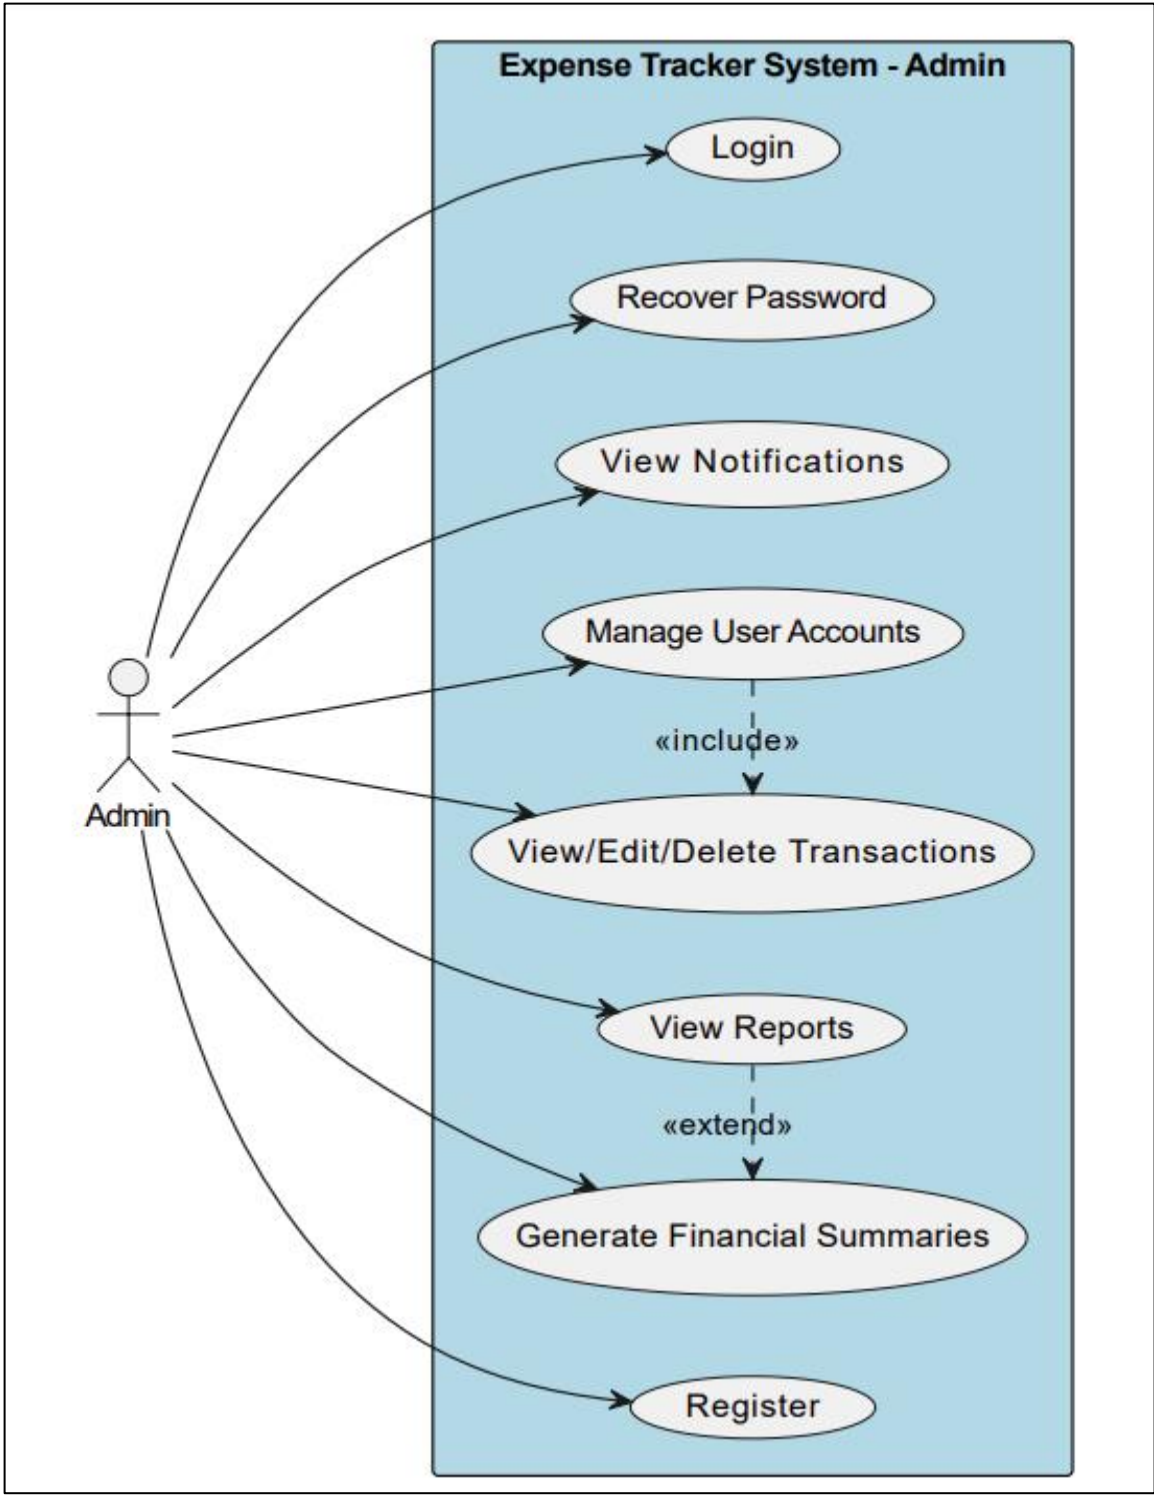 Expense Tracker System - Admin
Login
Recover Password
View Notifications
Manage User Accounts
«include»
Admin
View/Edit/Delete Transactions
View Reports
«extend»
Generate Financial Summaries
Register